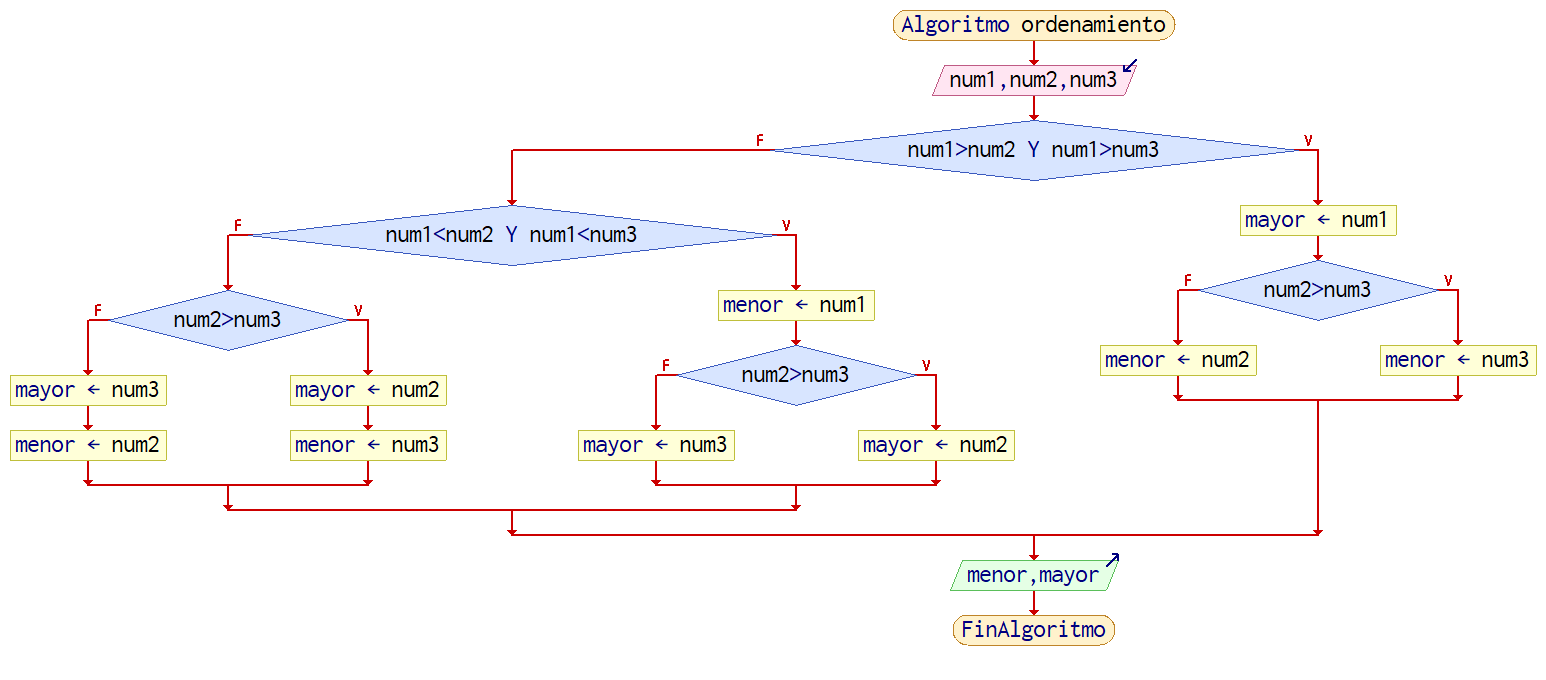 Algoritmo ordenamiento
num1,num2,num3
num1>num2 Y num1>num3
F
V
num1<num2 Y num1<num3
F
V
mayor ← num1
num2>num3
F
V
menor ← num1
num2>num3
F
V
num2>num3
F
V
menor ← num2
menor ← num3
mayor ← num3
mayor ← num2
menor ← num2
menor ← num3
mayor ← num3
mayor ← num2
menor,mayor
FinAlgoritmo